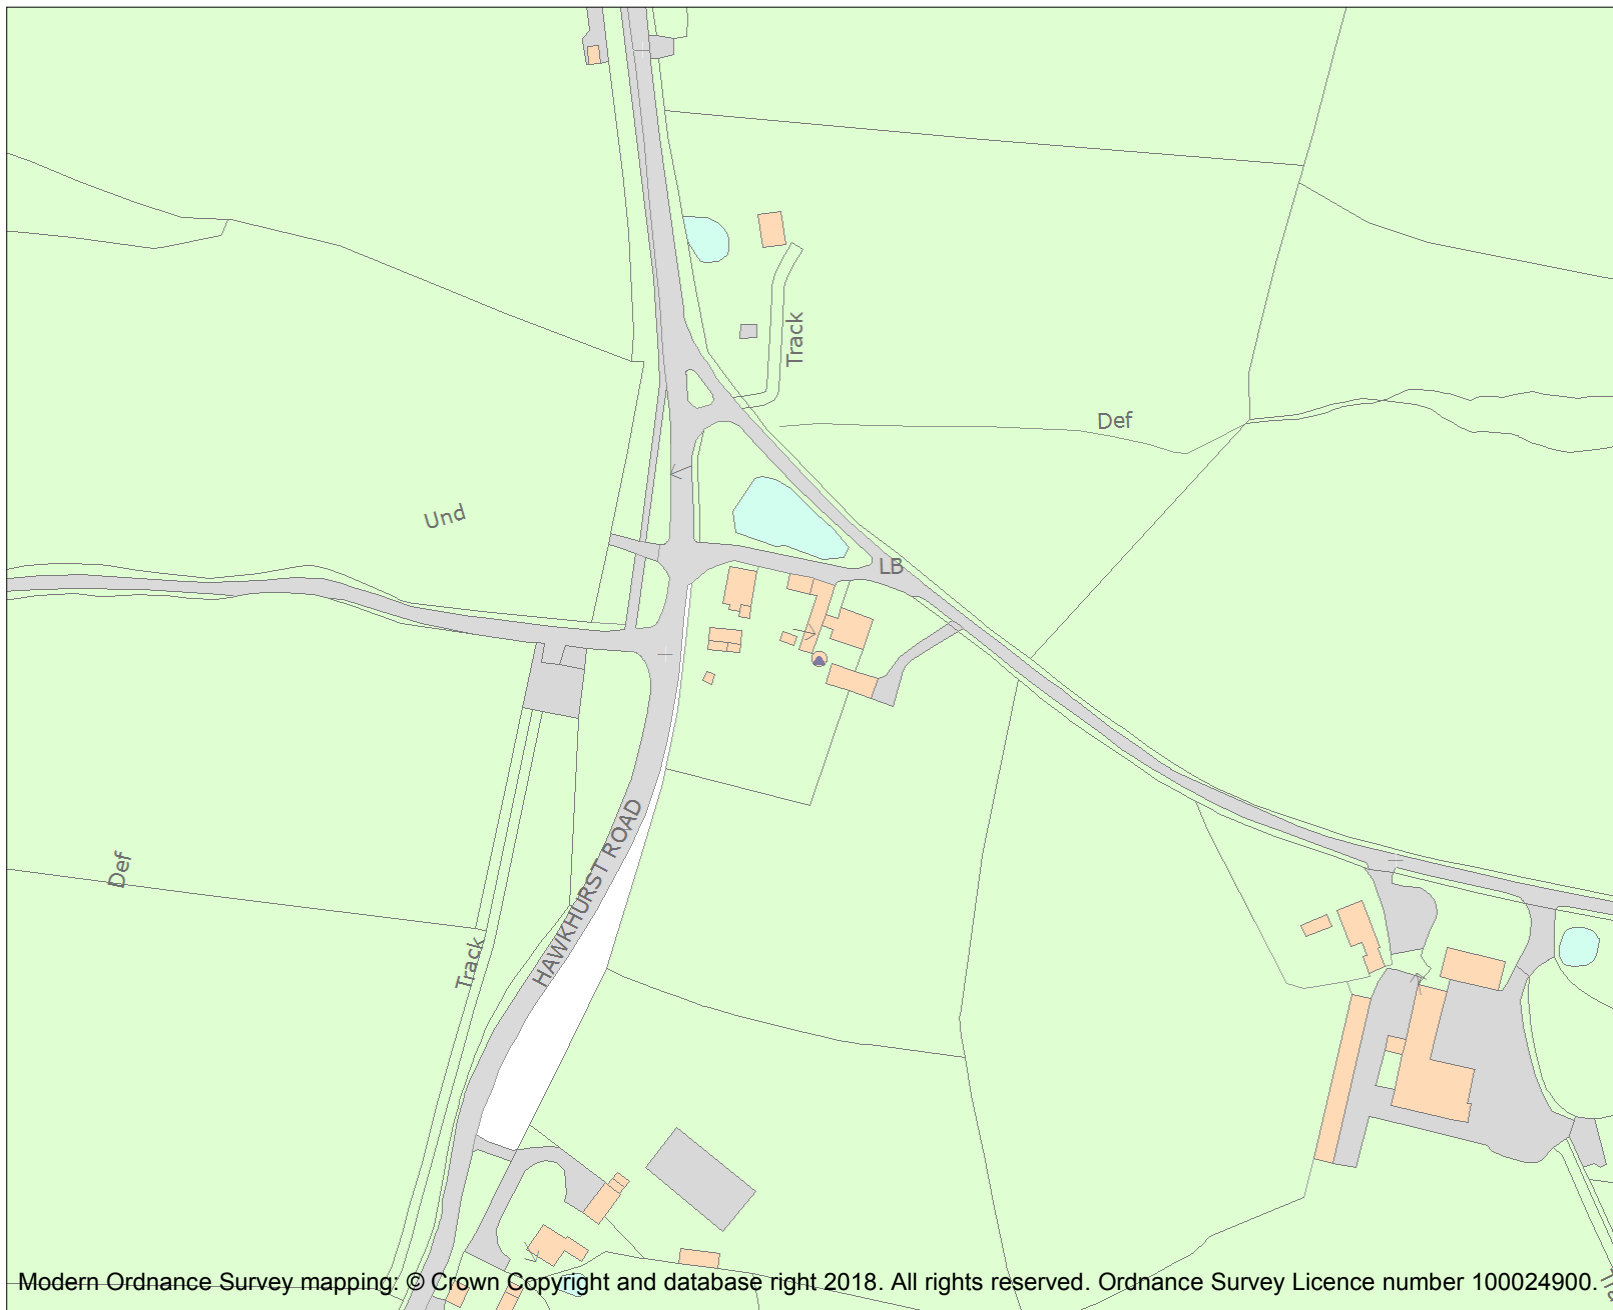 Track
Def
Und
LB
HAWKHURST ROAD
Def
Track
Modern Ordnance Survey mapping: © Crown Copyright and database right 2018. All rights reserved. Ordnance Survey Licence number 100024900.